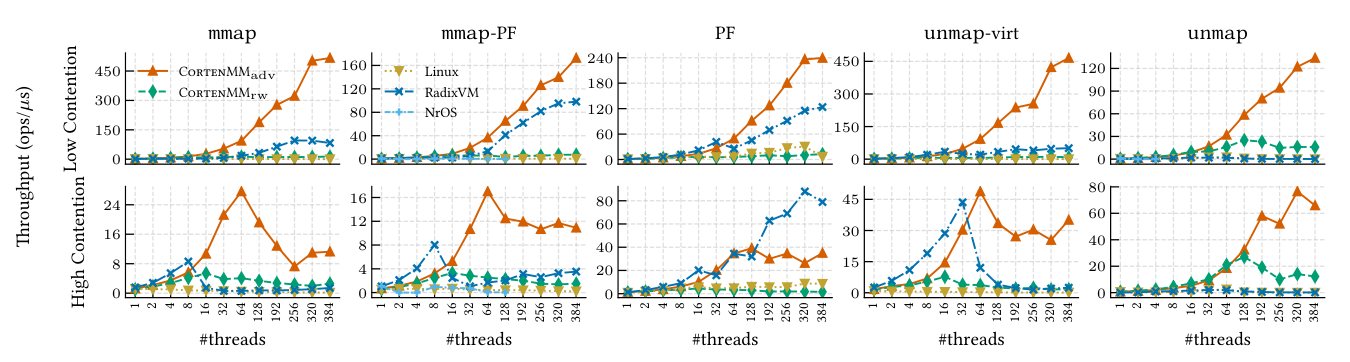 mmap mmap-PF PF unmap-virt unmap
Throughput (ops/μs)
Low Contention
450 300 150 0
CortenMMadv
CortenMMrw
160 120 80 40 0
Linux
RadixVM
NrOS
240 180 120 60 0
450 300 150 0
120 90 60 30 0
1 2 4 8 16 32 64 128 192 256 320 384
1 2 4 8 16 32 64 128 192 256 320 384
1 2 4 8 16 32 64 128 192 256 320 384
1 2 4 8 16 32 64 128 192 256 320 384
1 2 4 8 16 32 64 128 192 256 320 384
High Contention
24 16 8 0
16 12 8 4 0
80 60 40 20 0
45 30 15 0
80 60 40 20 0
#threads #threads #threads #threads #threads